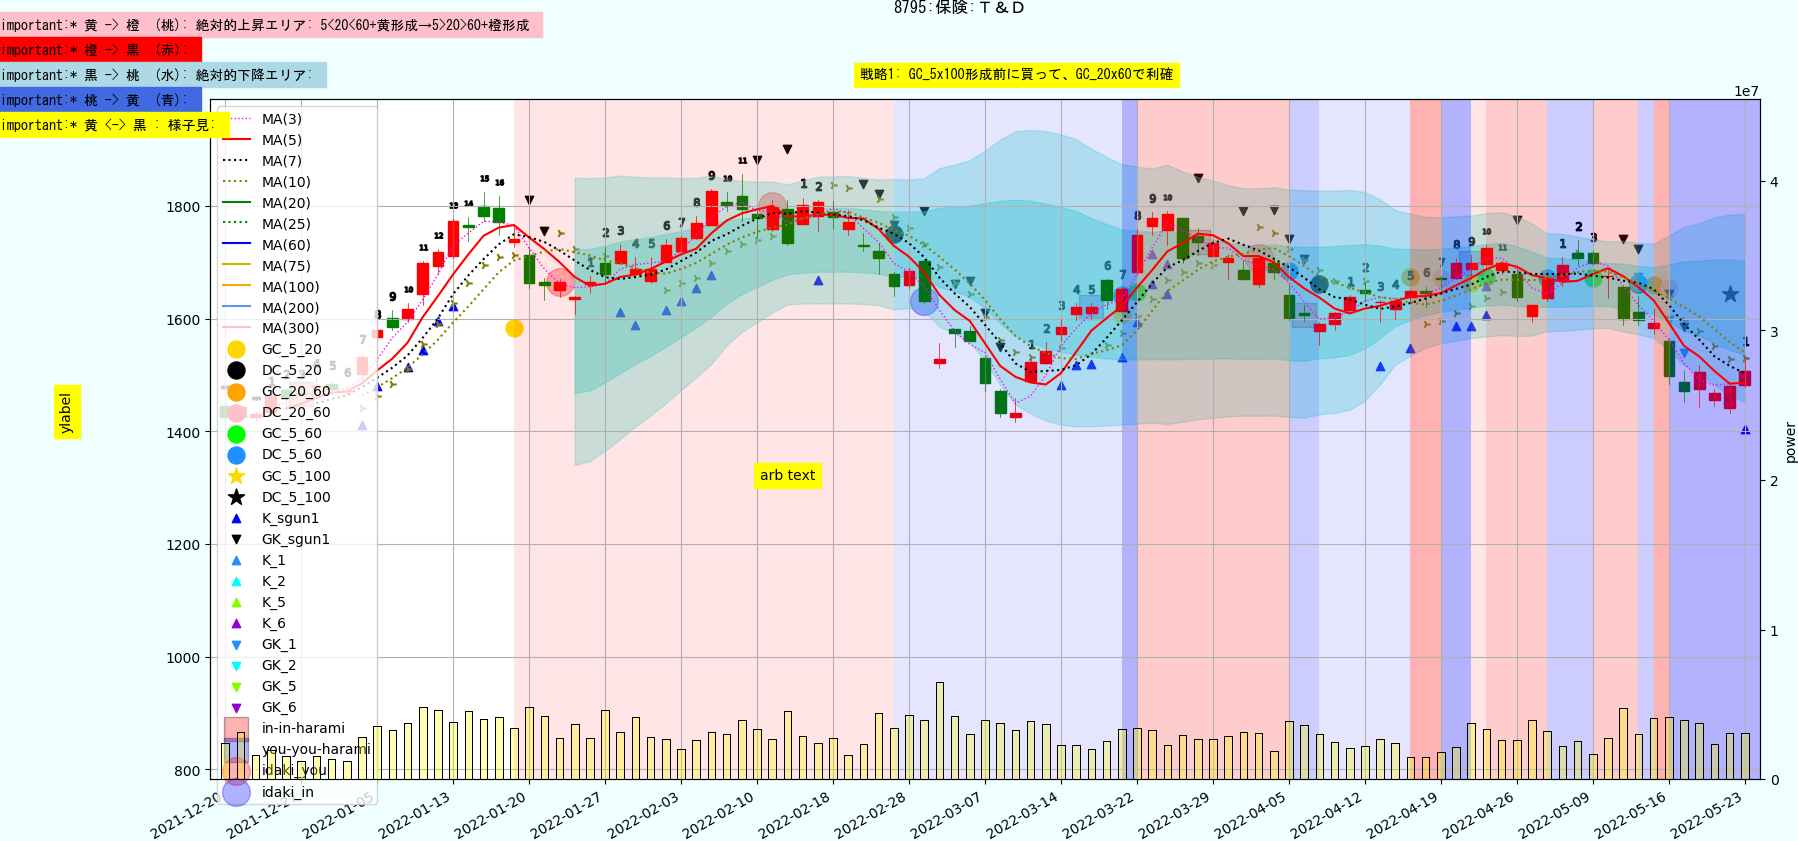 8795:保険:Ｔ＆Ｄ
important:* 黄 -> 橙 (桃): 絶対的上昇エリア: 5<20<60+黄形成→5>20>60+橙形成
important:* 橙 -> 黒 (赤):
important:* 黒 -> 桃 (水): 絶対的下降エリア:
important:* 桃 -> 黄 (青):
important:* 黄 <-> 黒 : 様子見:
戦略1: GC_5x100形成前に買って、GC_20x60で利確
1e7
MA(3)
MA(5)
MA(7)
MA(10)
MA(20)
MA(25)
MA(60)
MA(75)
MA(100)
MA(200)
MA(300)
GC_5_20
DC_5_20
GC_20_60
DC_20_60
GC_5_60
DC_5_60
GC_5_100
DC_5_100
K_sgun1
GK_sgun1
K_1
K_2
K_5
K_6
GK_1
GK_2
GK_5
GK_6
in-in-harami
you-you-harami
idaki_you
idaki_in
arb text
ylabel
power
1800
1600
1400
1200
1000
800
4
3
2
1
0
2021-12-20
2022-01-05
2022-01-13
2022-01-20
2022-01-27
2022-02-03
2022-02-10
2022-02-18
2022-02-28
2022-03-07
2022-03-14
2022-03-22
2022-03-29
2022-04-05
2022-04-12
2022-04-19
2022-04-26
2022-05-09
2022-05-16
2022-05-23